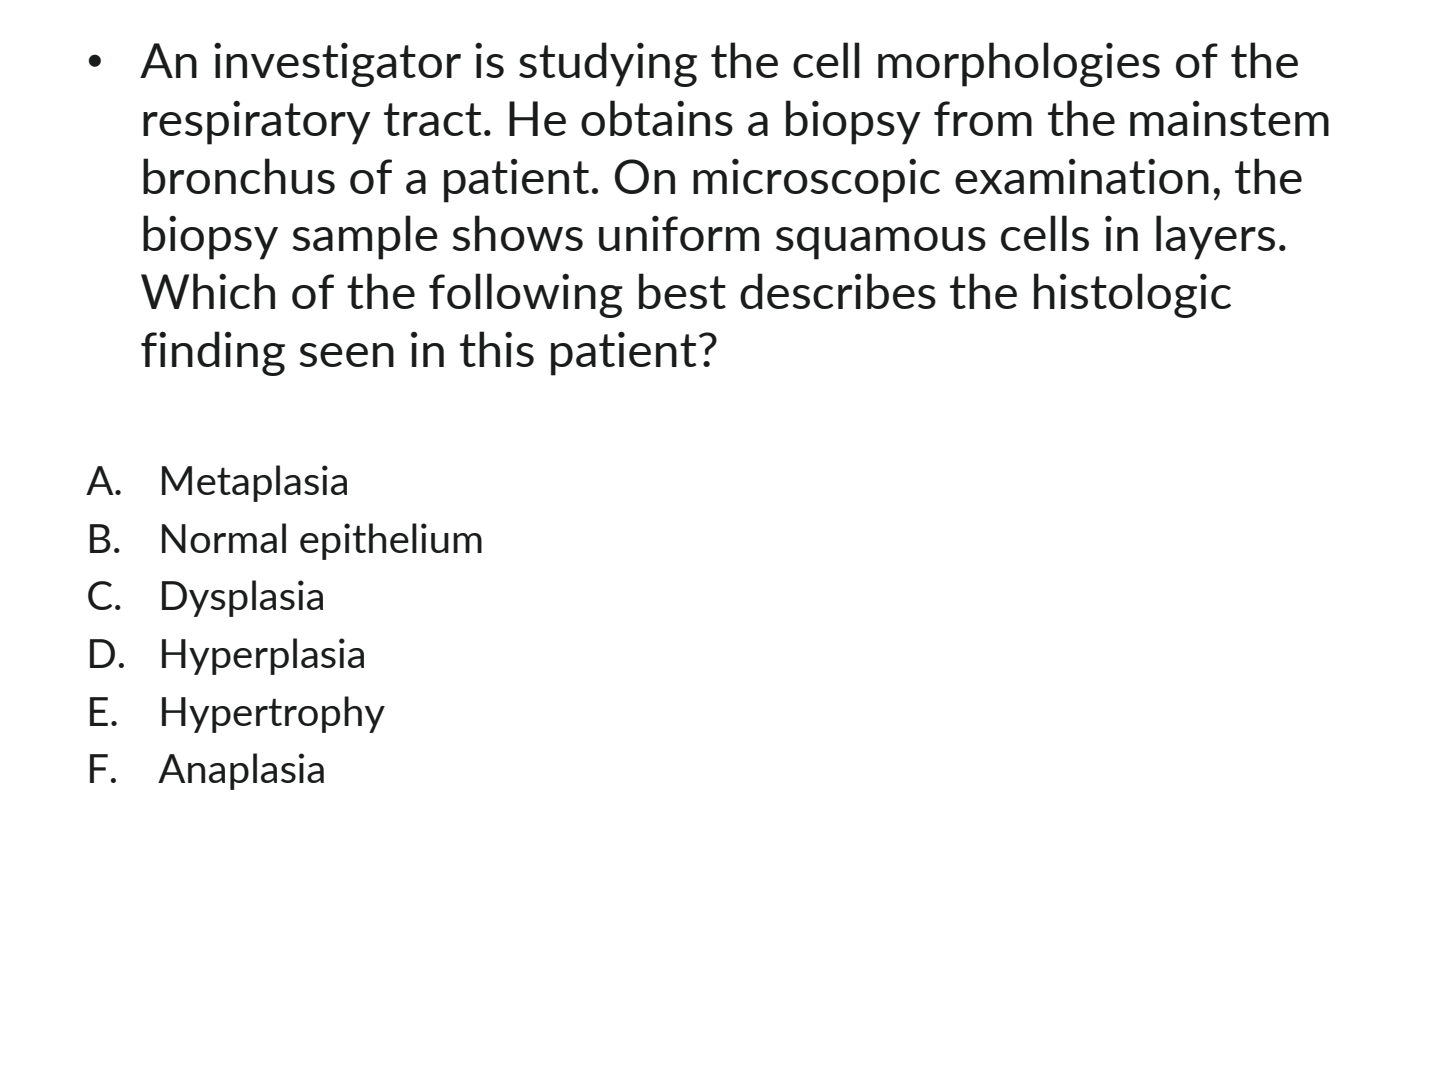 • An investigator is studying the cell morphologies of the
respiratory tract. He obtains a biopsy from the mainstem
bronchus of a patient. On microscopic examination, the
biopsy sample shows uniform squamous cells in layers.
Which of the following best describes the histologic
finding seen in this patient?
A. Metaplasia
B. Normal epithelium
C. Dysplasia
D. Hyperplasia
E. Hypertrophy
F. Anaplasia